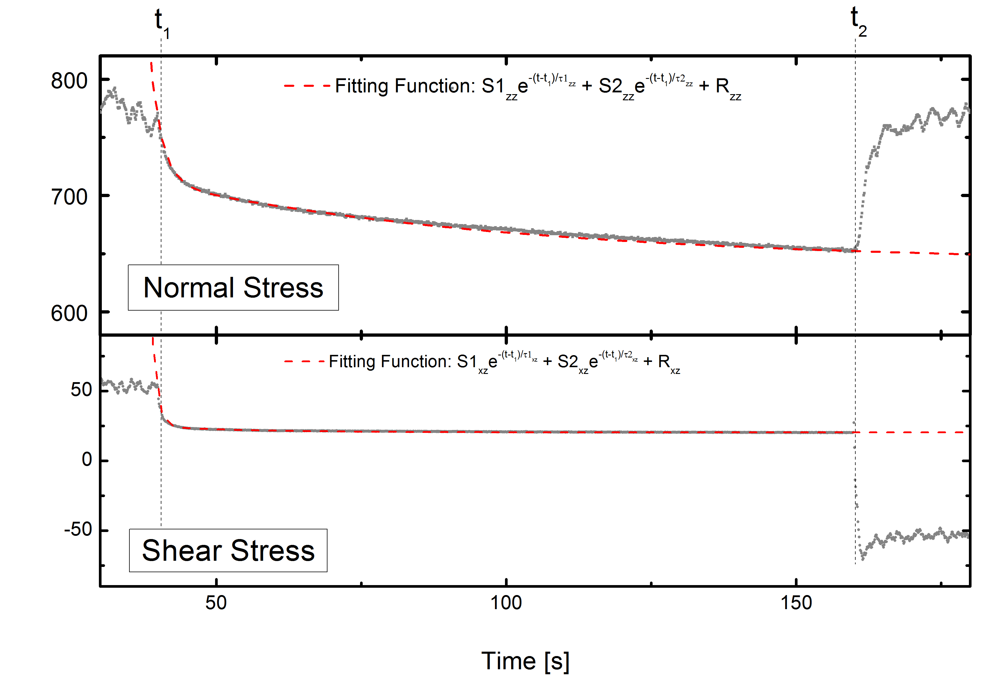 t1 t2
800
Fitting Function: S1zze-(t-t1)/τ1zz + S2zze-(t-t1)/τ2zz + Rzz
700
Normal Stress
600
Fitting Function: S1xze-(t-t1)/τ1xz + S2xze-(t-t1)/τ2xz + Rxz
50
0
-50
Shear Stress
50 100 150
Time [s]